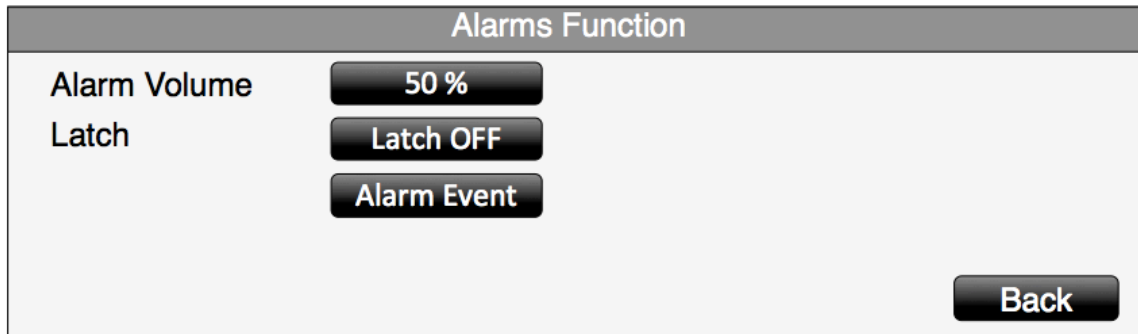 Alarms Function
Alarm Volume 50 %
Latch Latch OFF
Alarm Event
Back